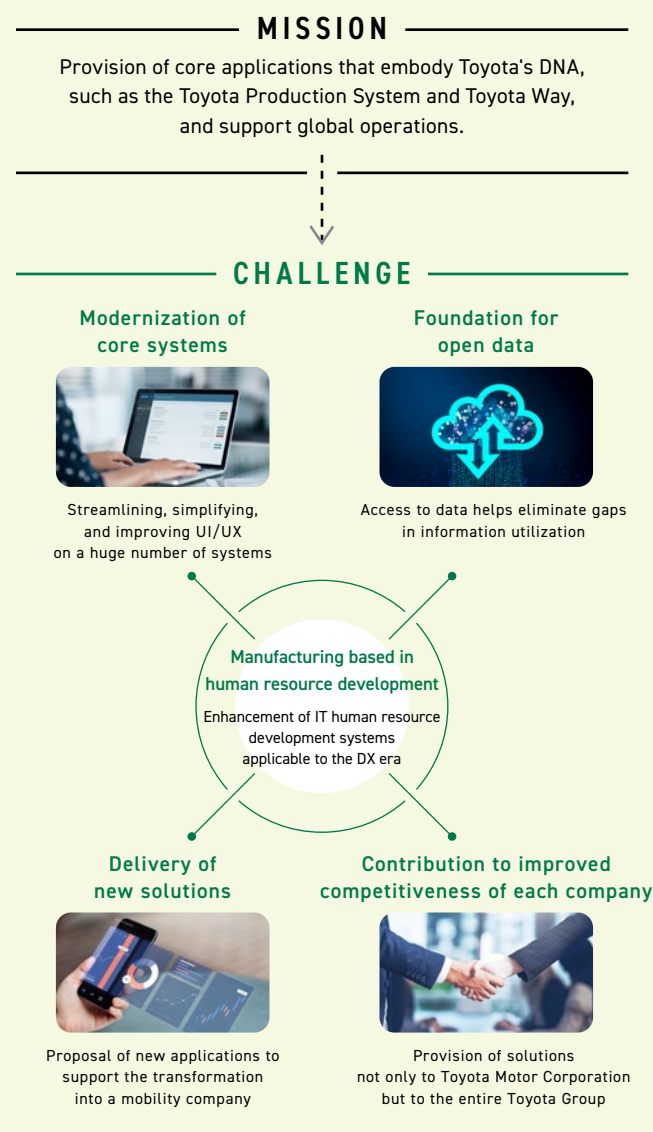 MISSION
Provision of core applications that embody Toyota's DNA,
such as the Toyota Production System and Toyota Way,
and support global operations.
CHALLENGE
Modernization of
core systems
Streamlining, simplifying,
and improving UI/UX
on a huge number of systems
Foundation for
open data
Access to data helps eliminate gaps
in information utilization
Manufacturing based in
human resource development
Enhancement of IT human resource
development systems
applicable to the DX era
Delivery of
new solutions
Proposal of new applications to
support the transformation
into a mobility company
Contribution to improved
competitiveness of each company
Provision of solutions
not only to Toyota Motor Corporation
but to the entire Toyota Group